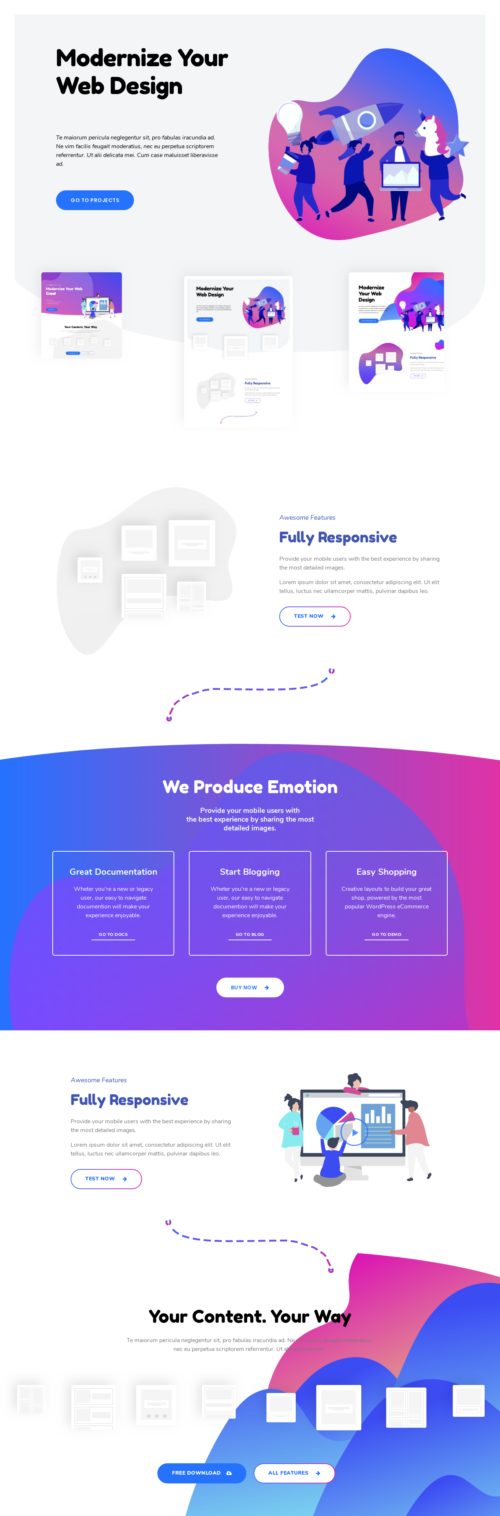 Modernize Your
Web Design
Te maiorum pericula neglegentur sit, pro fabulas iracundia ad.
Ne vim facilis feugait moderatius, nec eu perpetua scriptorem
referrentur. Ut alii delicata mei. Cum case maluisset liberavisse
ad.
GO TO PROJECTS
Modernize Your Web
Your Content. Your Way
Modernize Your
Web Design
Fully Responsive
Modernize Your
Web Design
Fully Responsive
Awesome Features
Fully Responsive
Provide your mobile users with the best experience by sharing
the most detailed images.
Lorem ipsum dolor sit amet, consectetur adipiscing elit. Ut elit
tellus, luctus nec ullamcorper mattis, pulvinar dapibus leo.
TEST NOW
We Produce Emotion
Provide your mobile users with
the best experience by sharing the most
detailed images.
Great Documentation
Wheter you're a new or legacy
user, our easy to navigate
documention will make your
experience enjoyable.
GO TO DOCS
Start Blogging
Wheter you're a new or legacy
user, our easy to navigate
documention will make your
experience enjoyable.
GO TO BLOG
Easy Shopping
Creative layouts to build your great
shop, powered by the most
popular WordPress eCommerce
engine.
GO TO DEMO
BUY NOW
Awesome Features
Fully Responsive
Provide your mobile users with the best experience by sharing
the most detailed images.
Lorem ipsum dolor sit amet, consectetur adipiscing elit. Ut elit
tellus, luctus nec ullamcorper mattis, pulvinar dapibus leo.
TEST NOW
Your Content. Your Way
Te maiorum pericula neglegentur sit, pro fabulas iracundia ad. Ne
nec eu perpetua scriptorem referrentur. Ut
FREE DOWNLOAD
ALL FEATURES